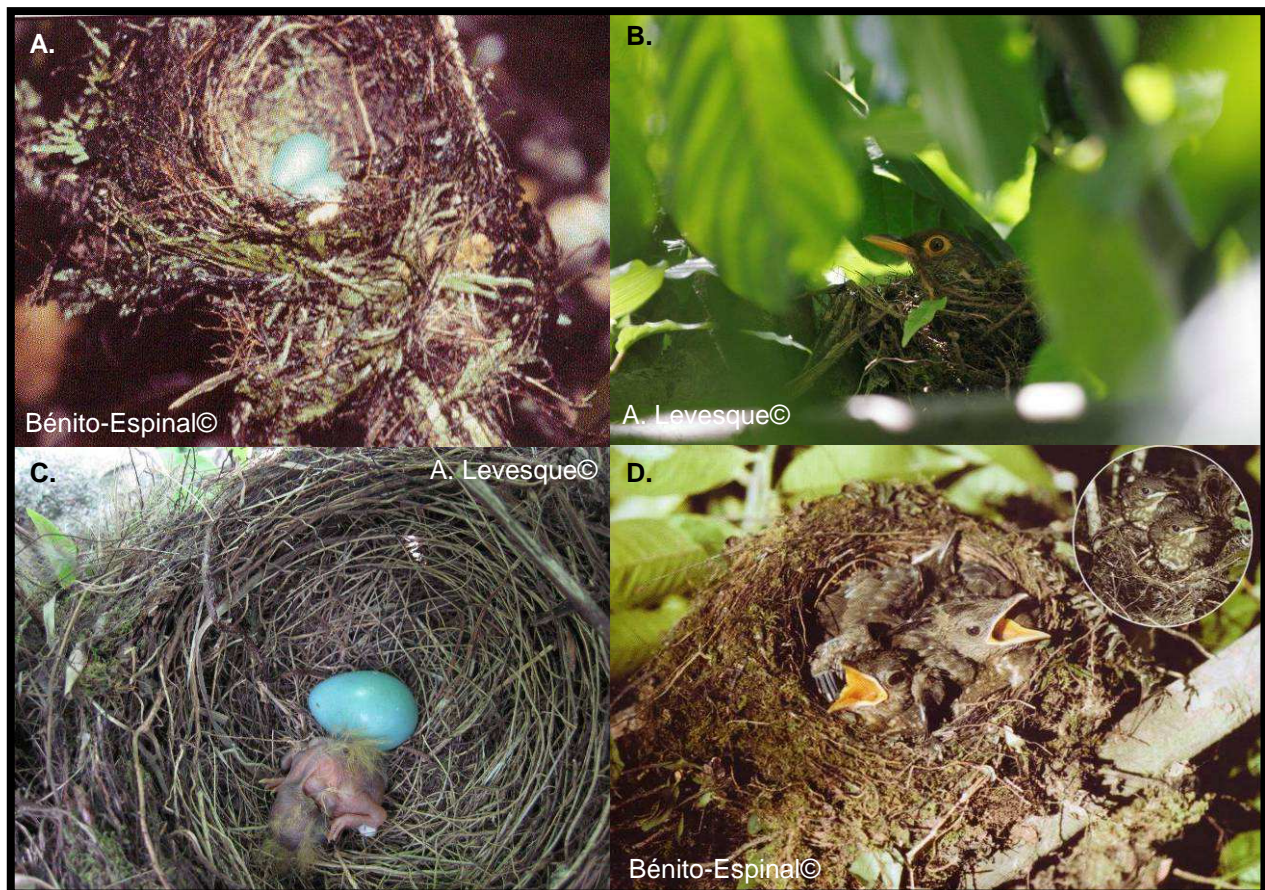 A.
B.
Bénito-Espinal©
A. Levesque©
C.
A. Levesque©
D.
Bénito-Espinal©